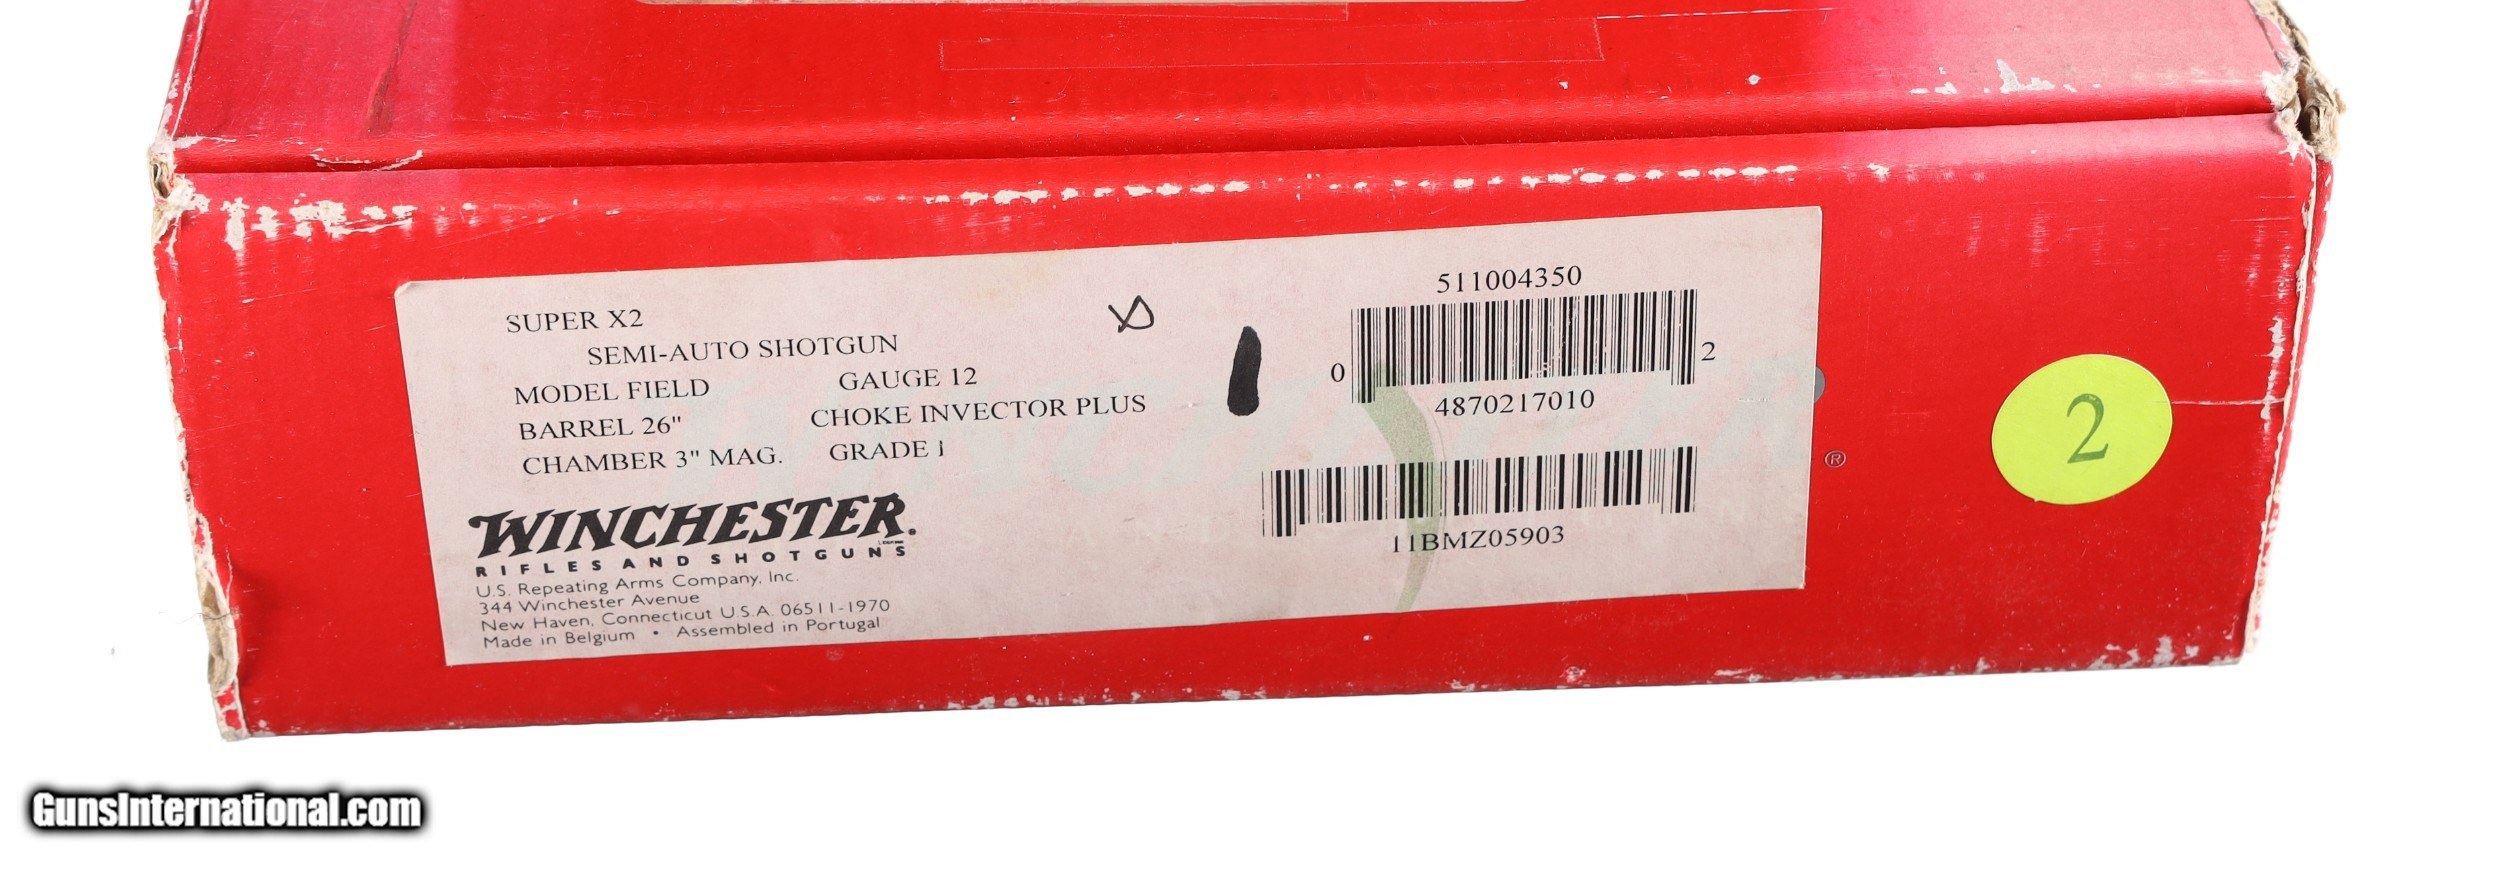 SUPER X2
SEMI-AUTO SHOTGUN
MODEL FIELD GAUGE 12
BARREL 26" CHOKE INVECTOR PLUS
CHAMBER 3" MAG. GRADE I
WINCHESTER®
RIFLES AND SHOTGUNS
U.S. Repeating Arms Company, Inc.
344 Winchester Avenue
New Haven, Connecticut U.S.A. 06511-1970
Made in Belgium • Assembled in Portugal
511004350
0 2
4870217010
11BMZ05903
®
2
GunsInternational.com